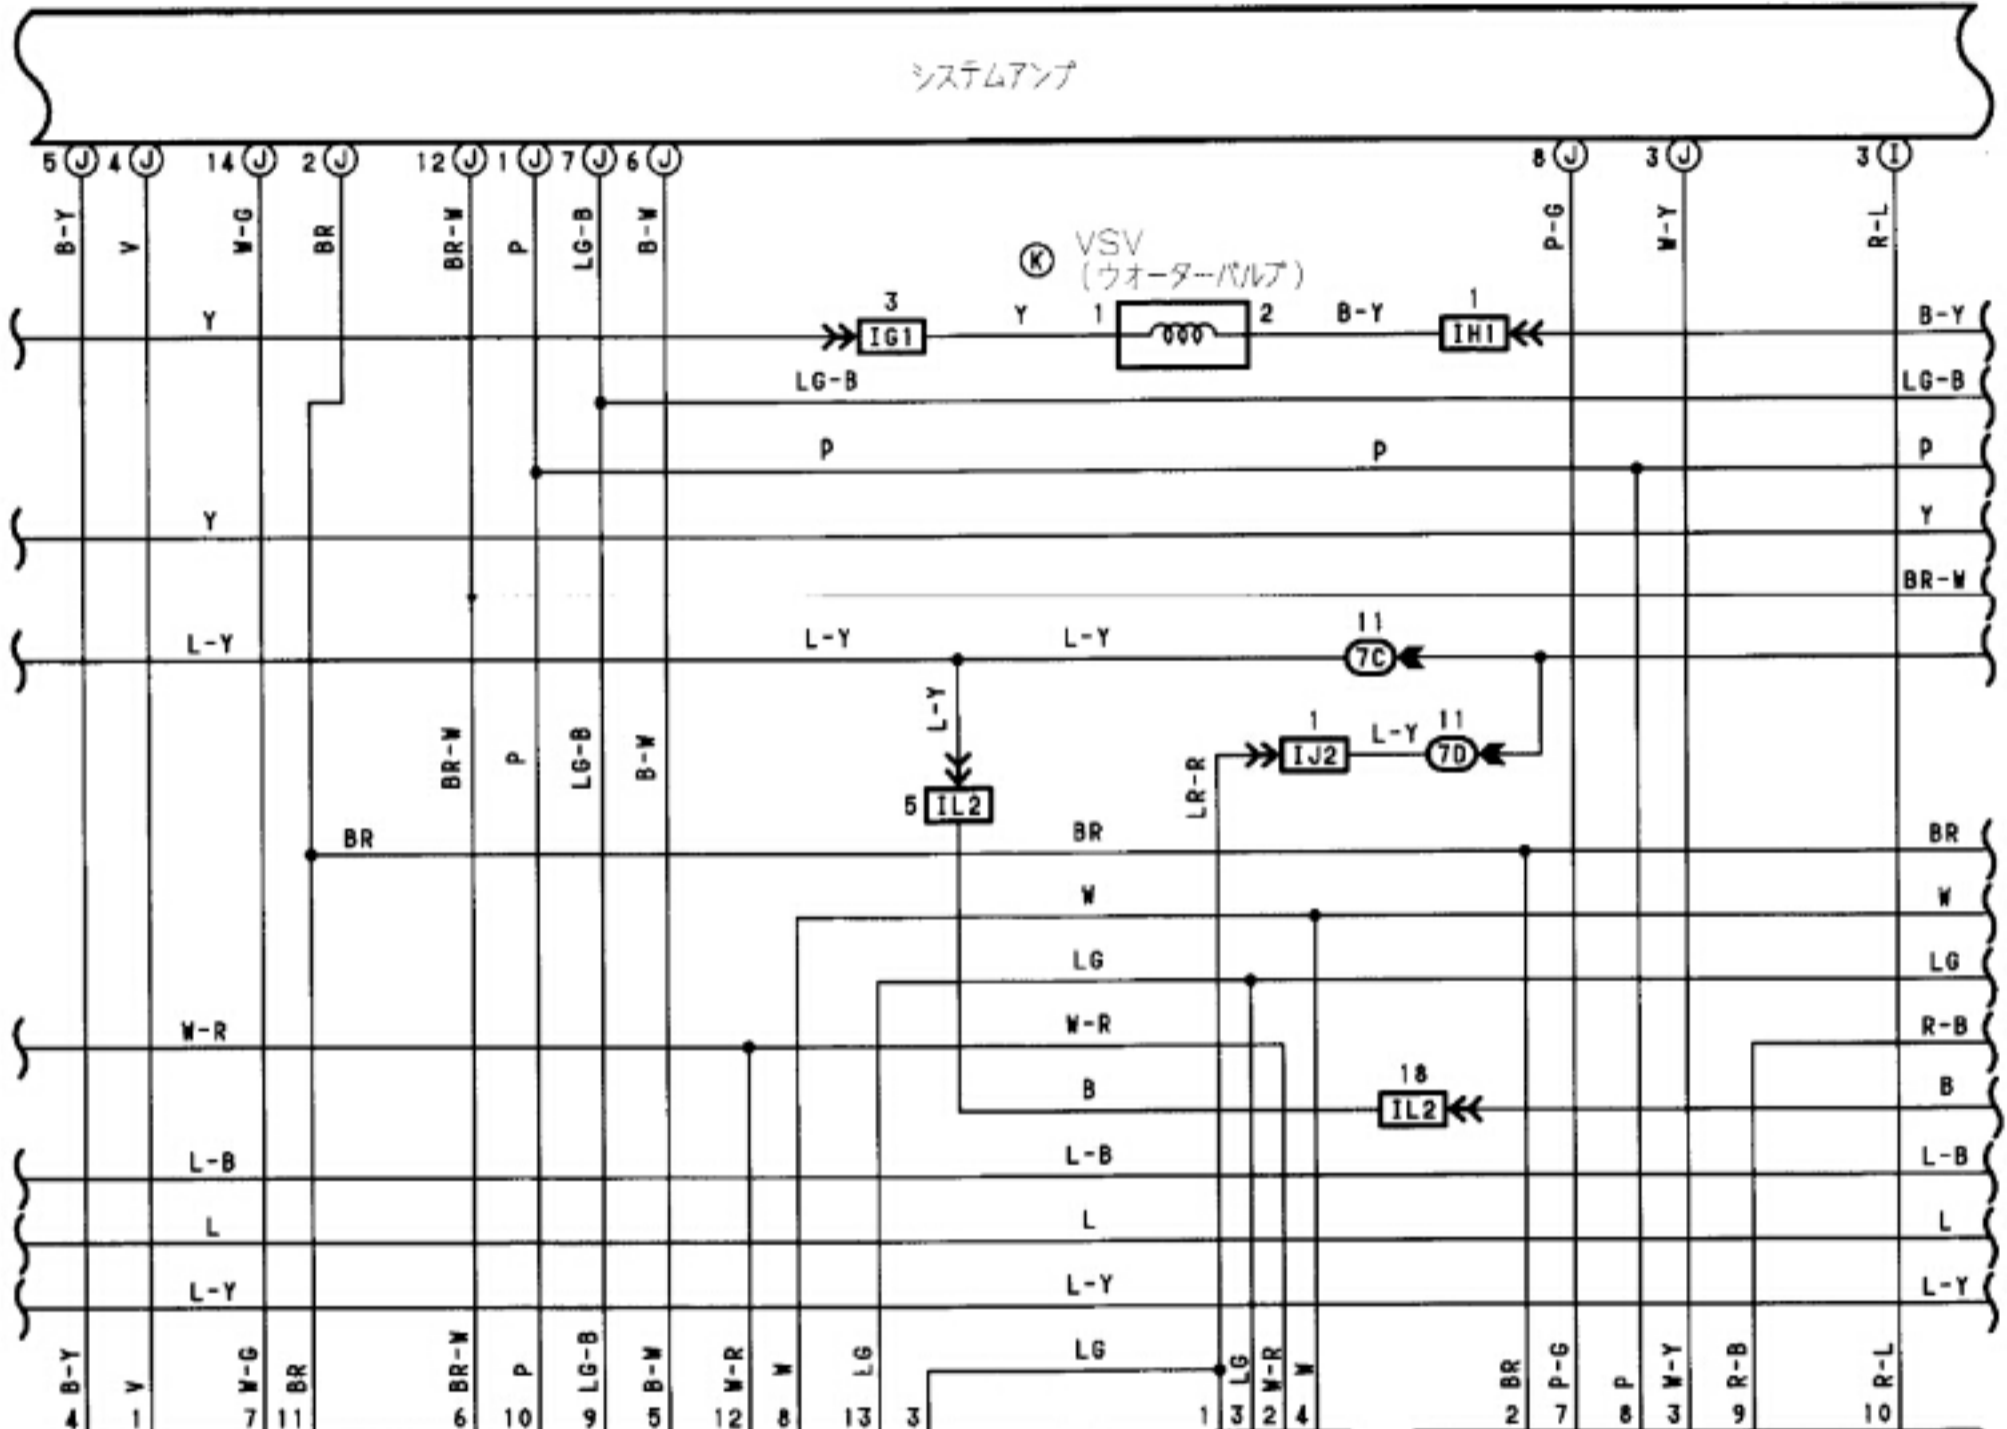 システムアンプ
5 J 4 J 14 J 2 J 12 J 1 J 7 J 6 J 8 J 3 J 3 I
B-Y V W-G BR BR-W P LG-B B-W P-G W-Y R-L
K VSV
(ウオーターバルブ)
Y 3 IG1 Y 1 2 B-Y 1 IH1 B-Y
LG-B LG-B
P P P
Y Y
BR-W
L-Y L-Y L-Y 11 7C
L-Y
BR-W P LG-B B-W LR-R 1 IJ2 L-Y 11 7D
5 IL2
BR BR BR
W W
LG LG
W-R W-R R-B
B 18 IL2 B
L-B L-B L-B
L L L
L-Y L-Y L-Y
LG
B-Y V W-G BR BR-W P LG-B B-W W-R W LG LG W-R W BR P-G P W-Y R-B R-L
4 1 7 11 6 10 9 5 12 8 13 3 1 3 2 4 2 7 8 3 9 10